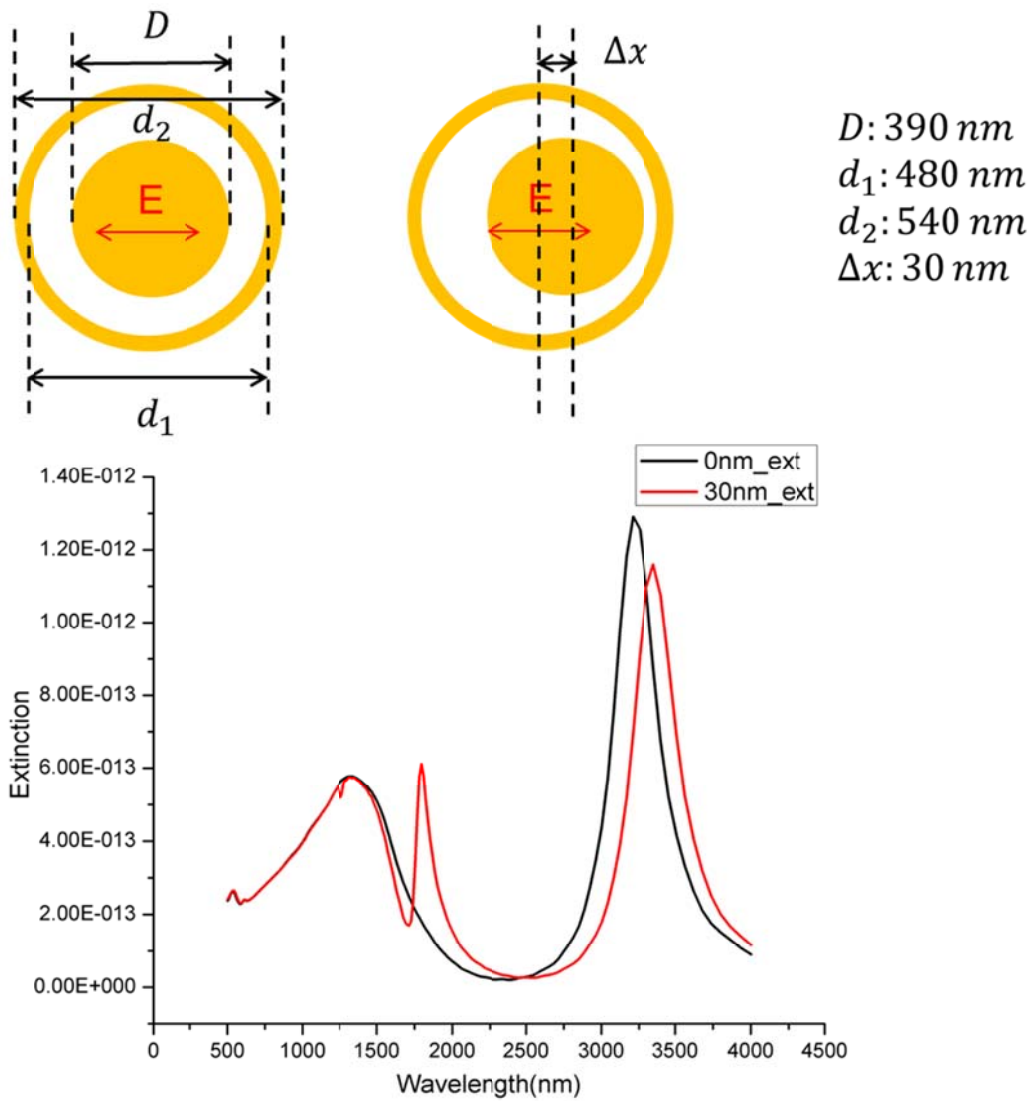 D
Δx
d₂
E
E
d₁
D: 390 nm
d₁: 480 nm
d₂: 540 nm
Δx: 30 nm
0nm_ext
30nm_ext
1.40E-012
1.20E-012
1.00E-012
8.00E-013
6.00E-013
4.00E-013
2.00E-013
0.00E+000
Extinction
0 500 1000 1500 2000 2500 3000 3500 4000 4500
Wavelength(nm)